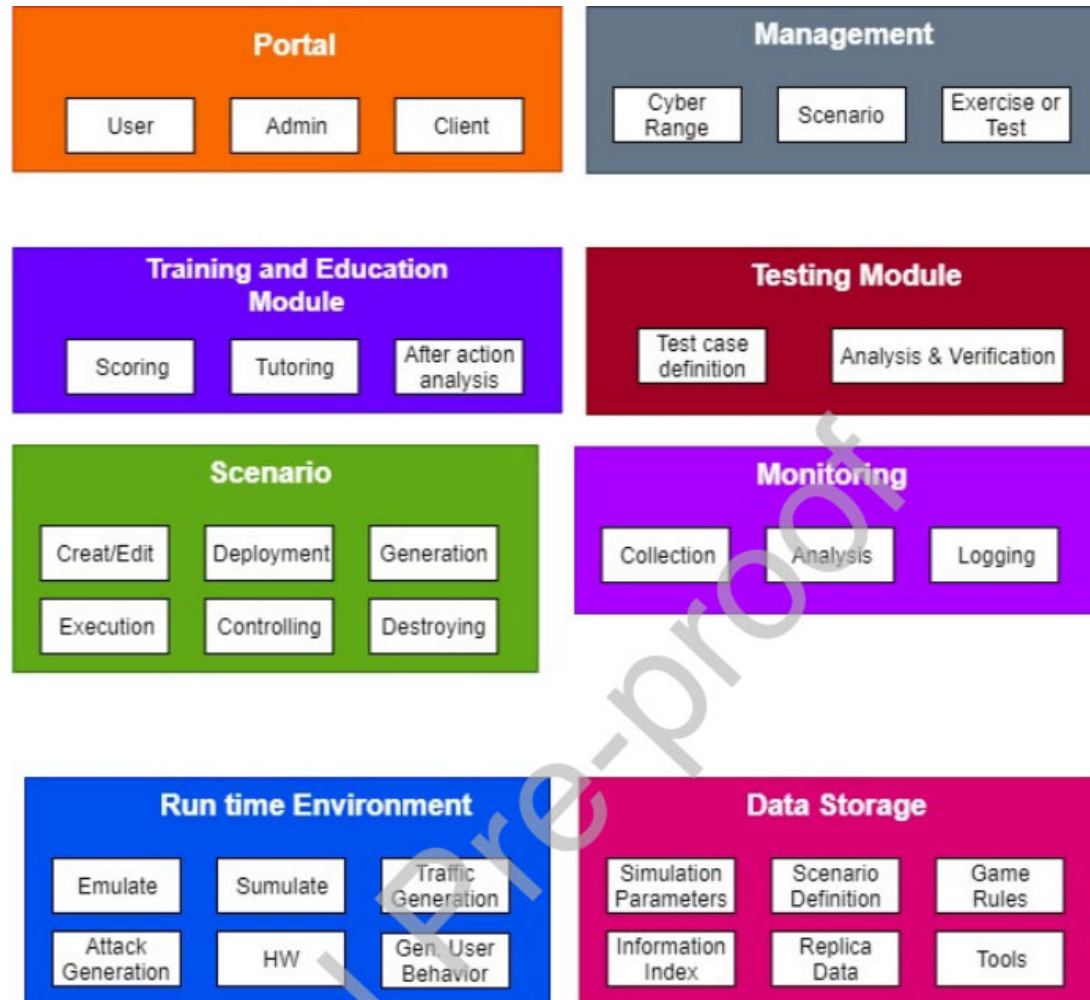 Portal
User
Admin
Client
Management
Cyber
Range
Scenario
Exercise or
Test
Training and Education
Module
Scoring
Tutoring
After action
analysis
Testing Module
Test case
definition
Analysis & Verification
Scenario
Creat/Edit
Deployment
Generation
Execution
Controlling
Destroying
Monitoring
Collection
Analysis
Logging
Run time Environment
Emulate
Sumulate
Traffic
Generation
Attack
Generation
HW
Gen. User
Behavior
Data Storage
Simulation
Parameters
Scenario
Definition
Game
Rules
Information
Index
Replica
Data
Tools
Pre-proof